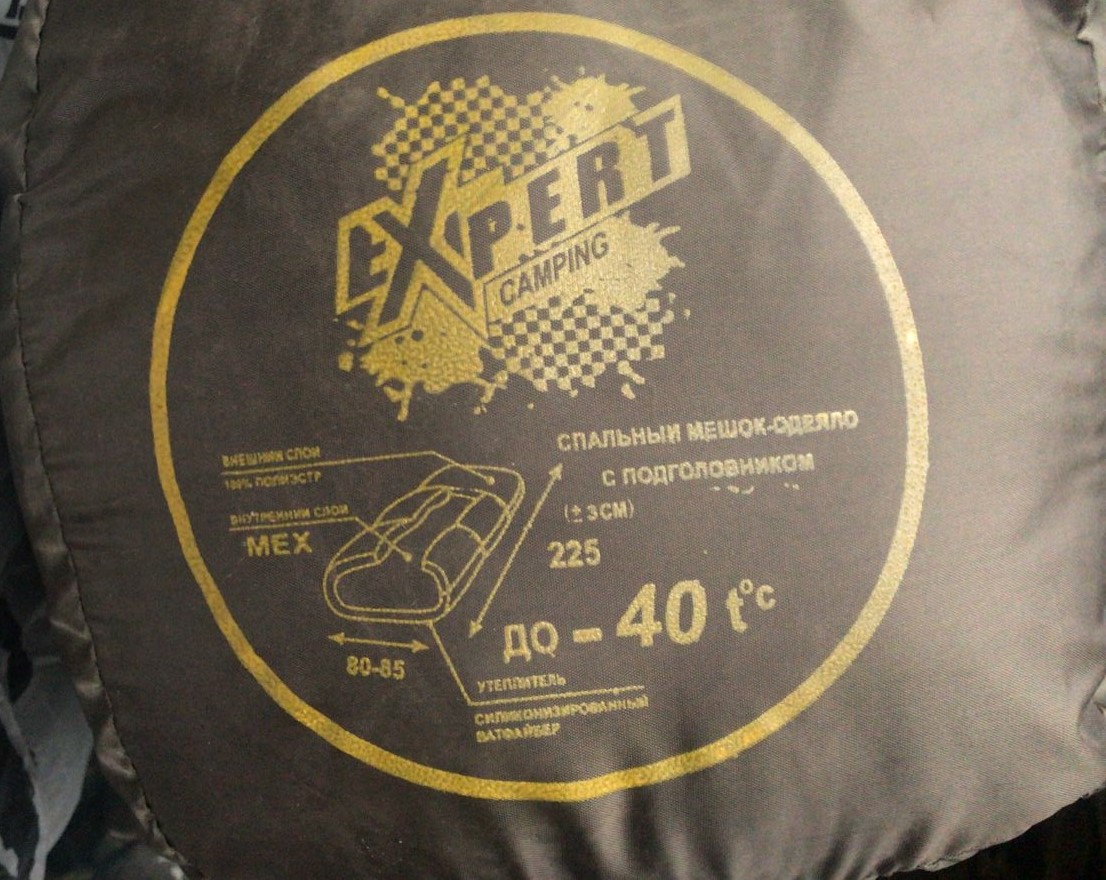 EXPERT
CAMPING
СПАЛЬНЫЙ МЕШОК-ОДЕЯЛО
С ПОДГОЛОВНИКОМ
(± 3СМ)
225
ДО - 40 t°C
ВНЕШНИЙ СЛОЙ
100% ПОЛИЭСТР
ВНУТРЕННИЙ СЛОЙ
МЕХ
80-85
УТЕПЛИТЕЛЬ
СИЛИКОНИЗИРОВАННЫЙ
ВАТФАЙБЕР